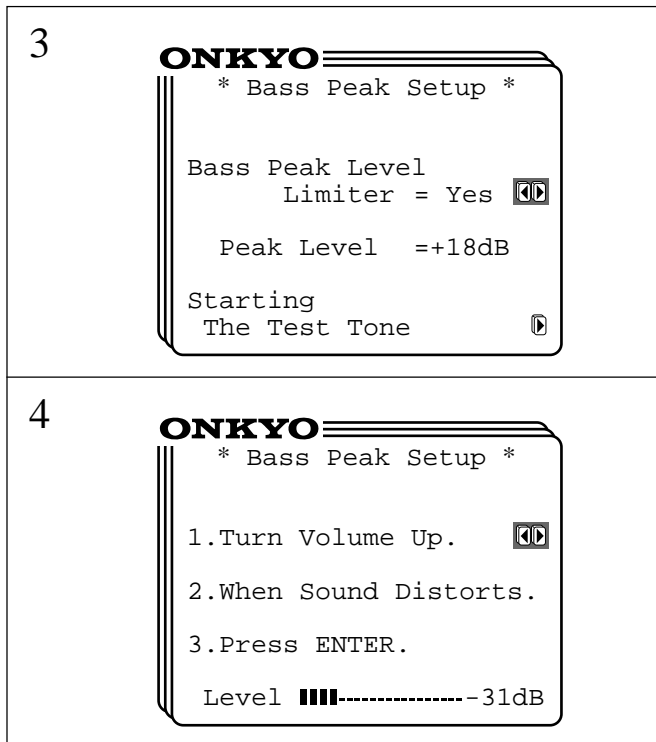 3
ONKYO
* Bass Peak Setup *
Bass Peak Level
Limiter = Yes
Peak Level =+18dB
Starting
The Test Tone
4
ONKYO
* Bass Peak Setup *
1.Turn Volume Up.
2.When Sound Distorts.
3.Press ENTER.
Level -31dB